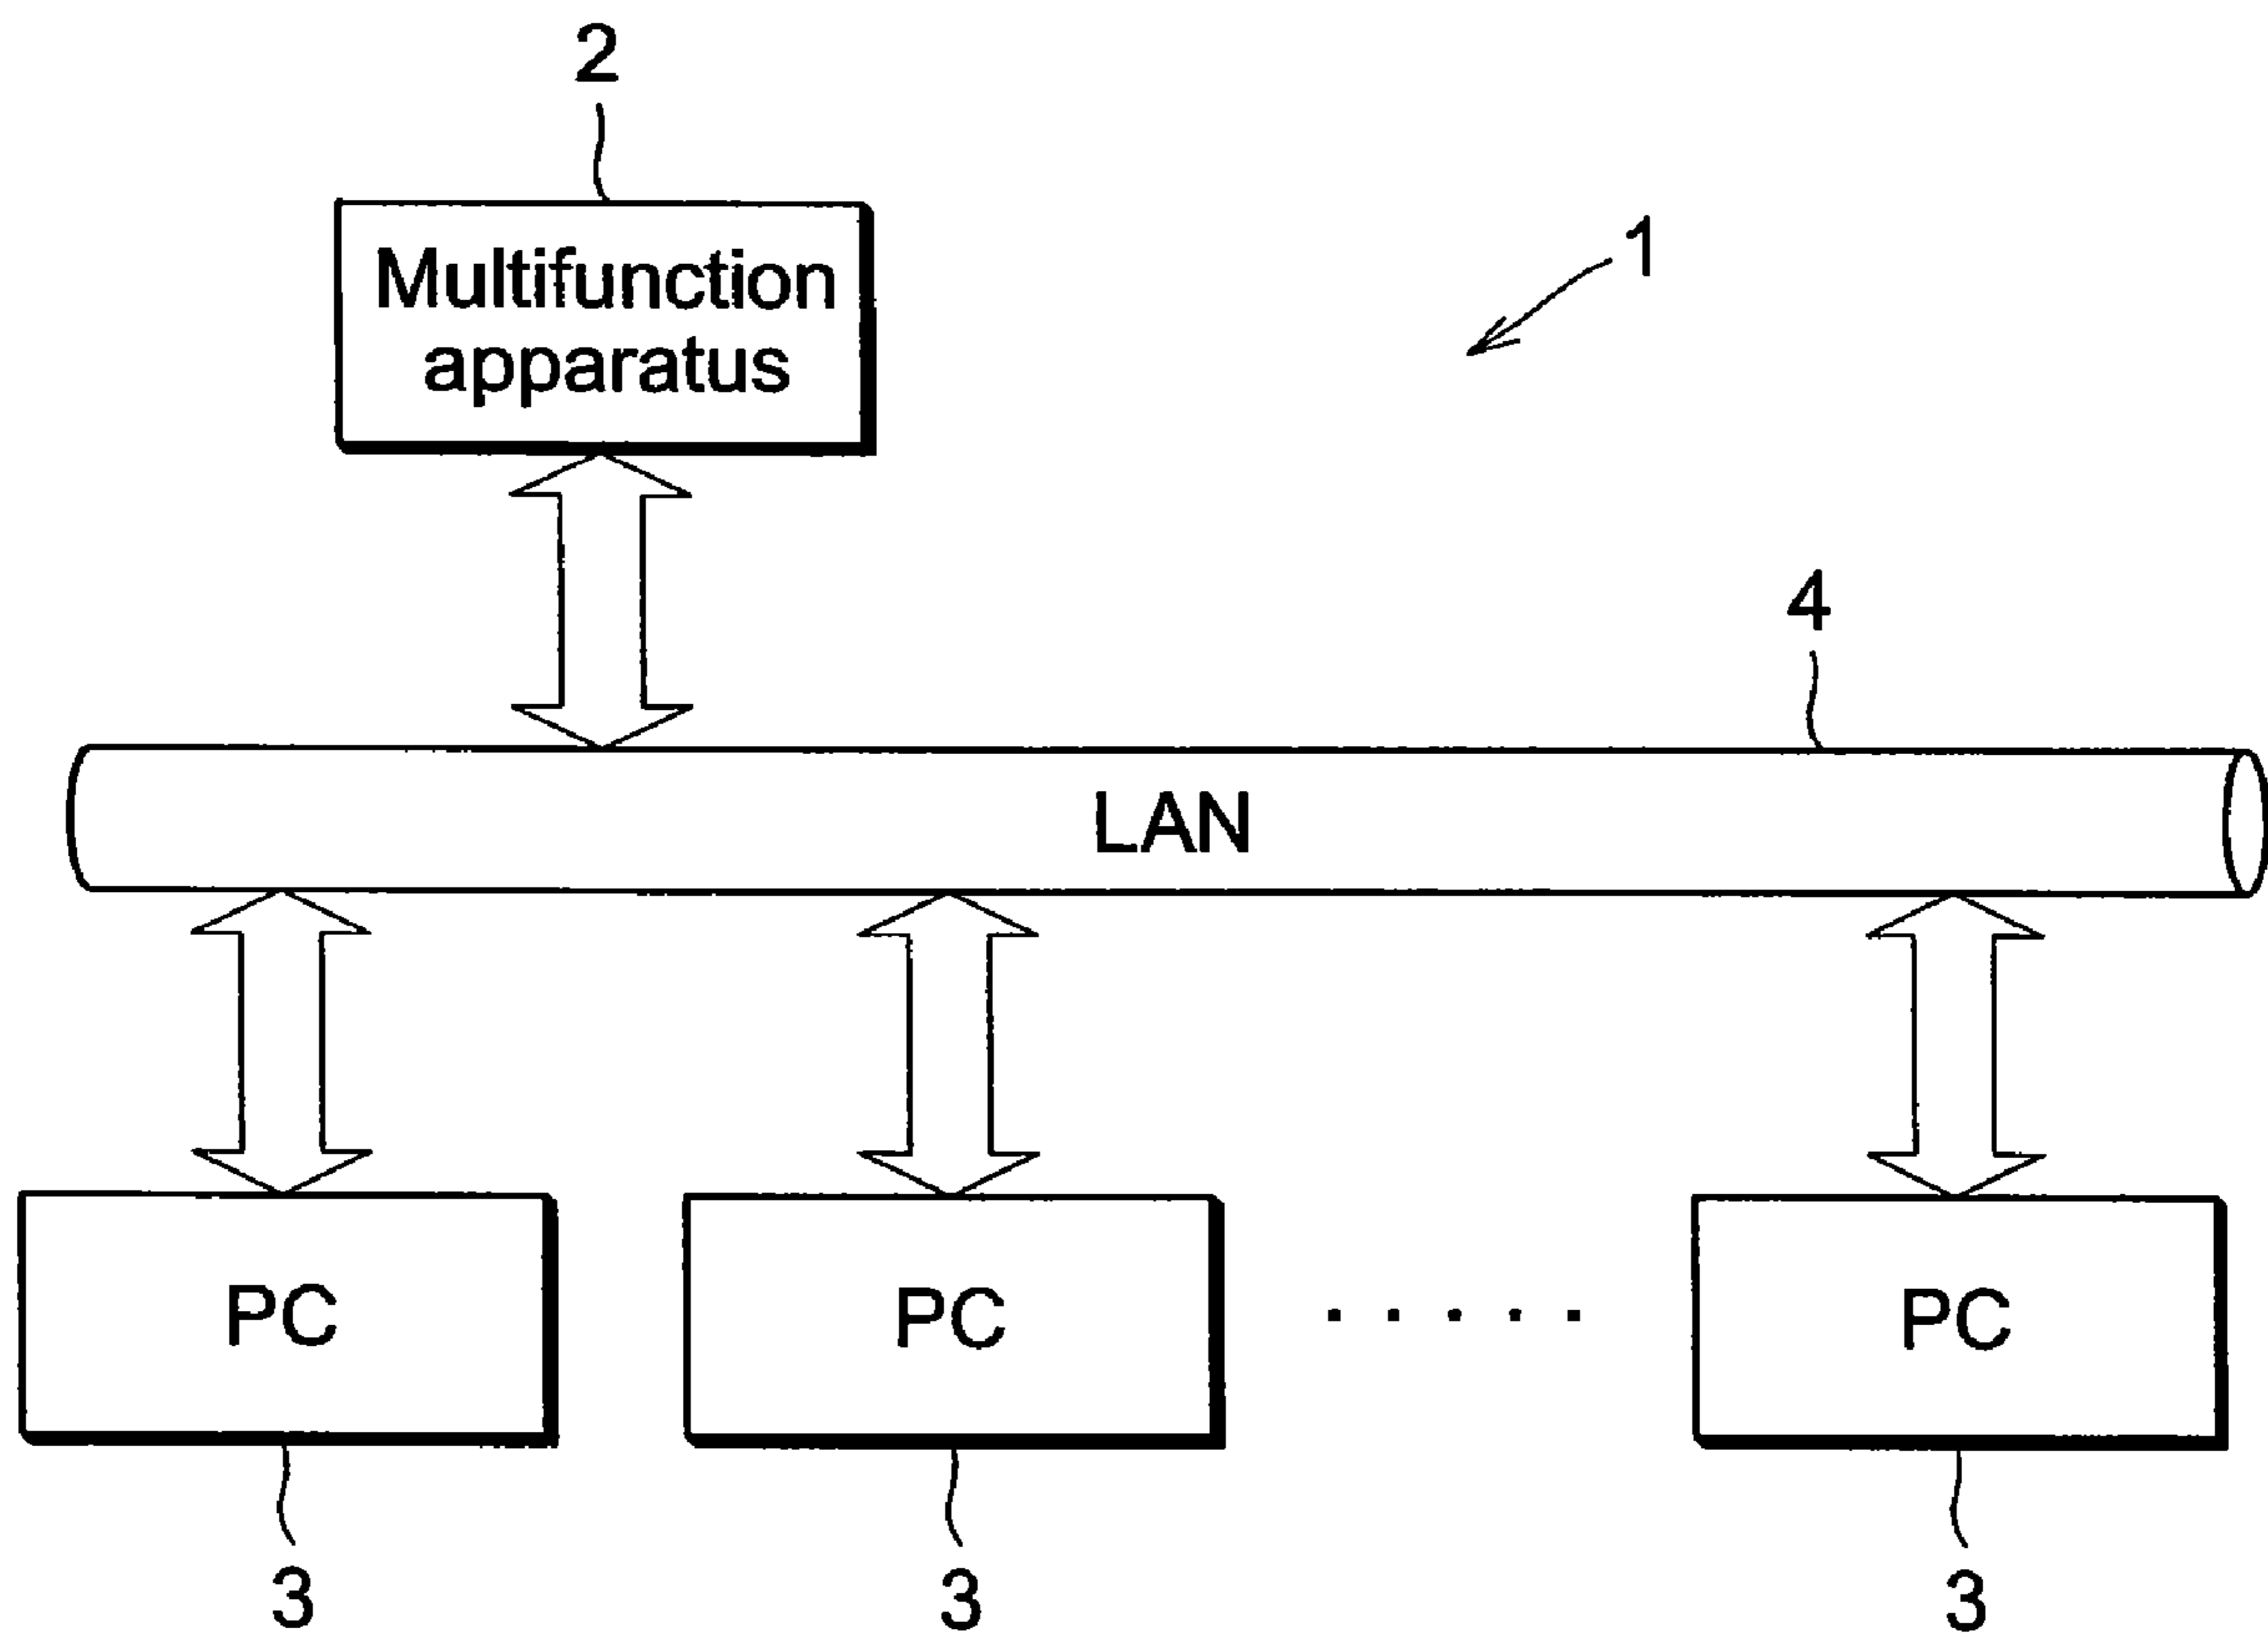 2
Multifunction
apparatus
1
4
LAN
PC PC ..... PC
3 3 3